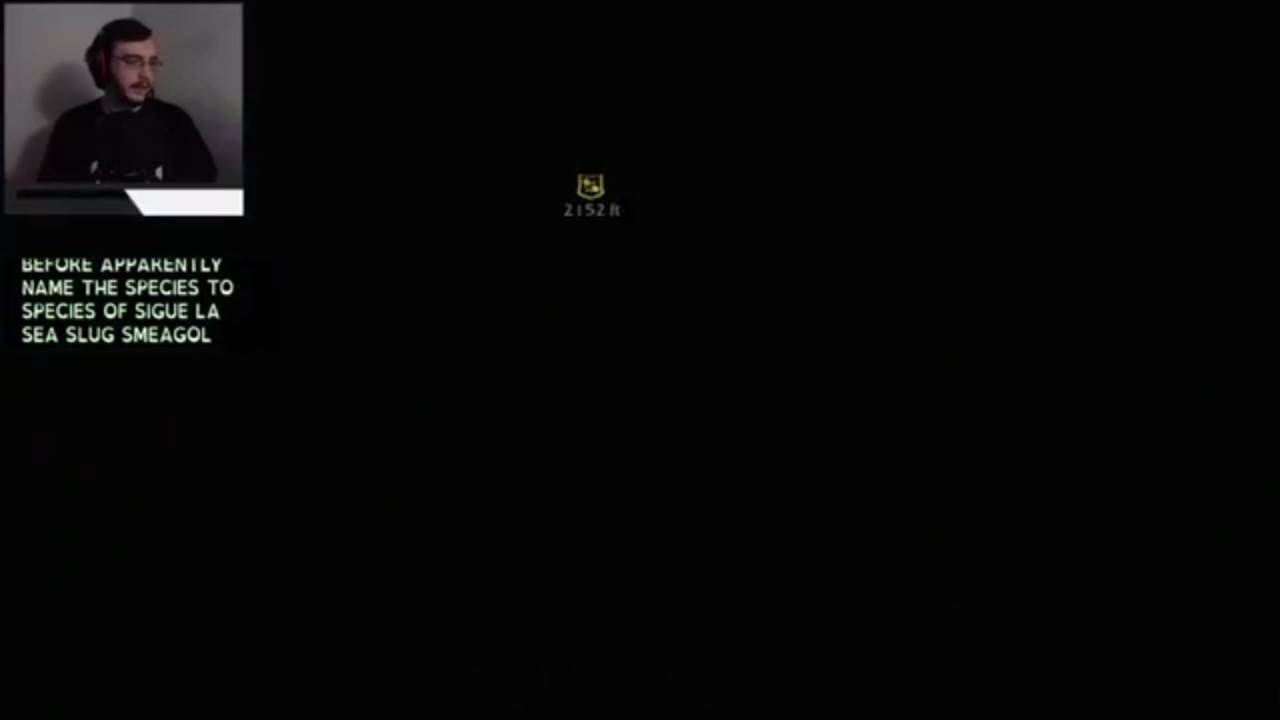 2152 ft
BEFORE APPARENTLY
NAME THE SPECIES TO
SPECIES OF SIGUE LA
SEA SLUG SMEAGOL